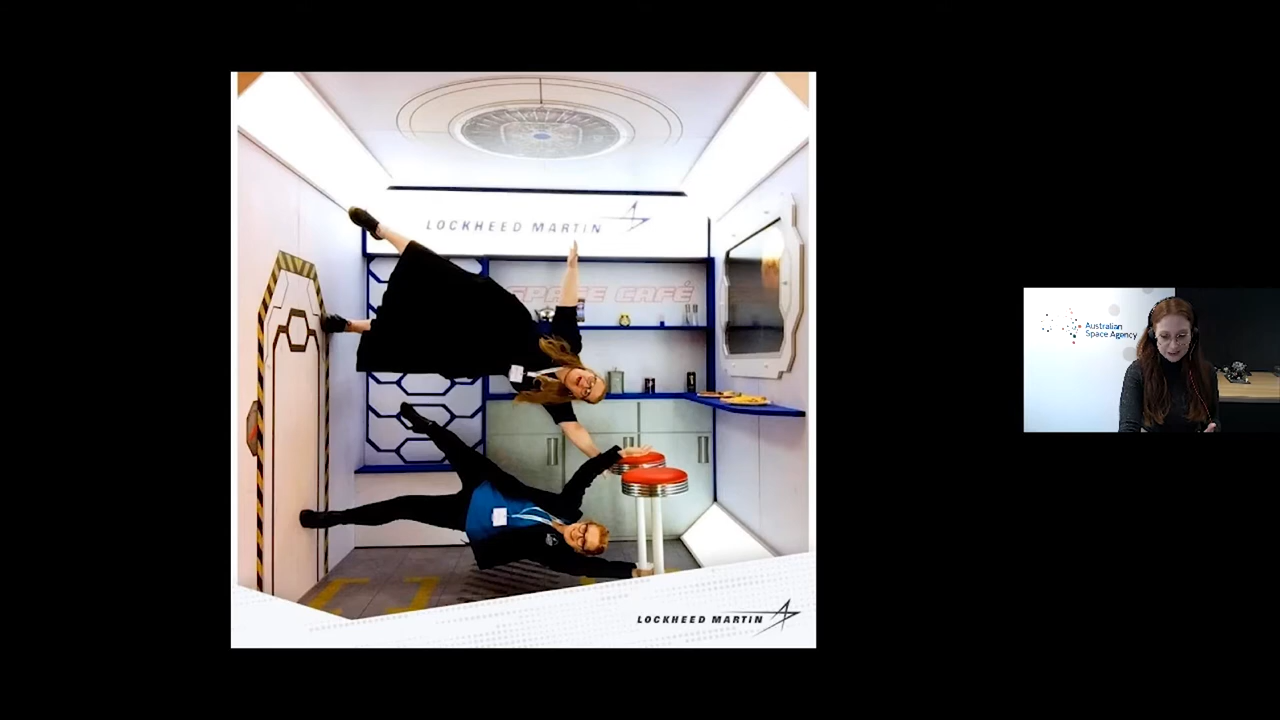 LOCKHEED MARTIN
SPACE CAFÉ
LOCKHEED MARTIN
Australian
Space Agency